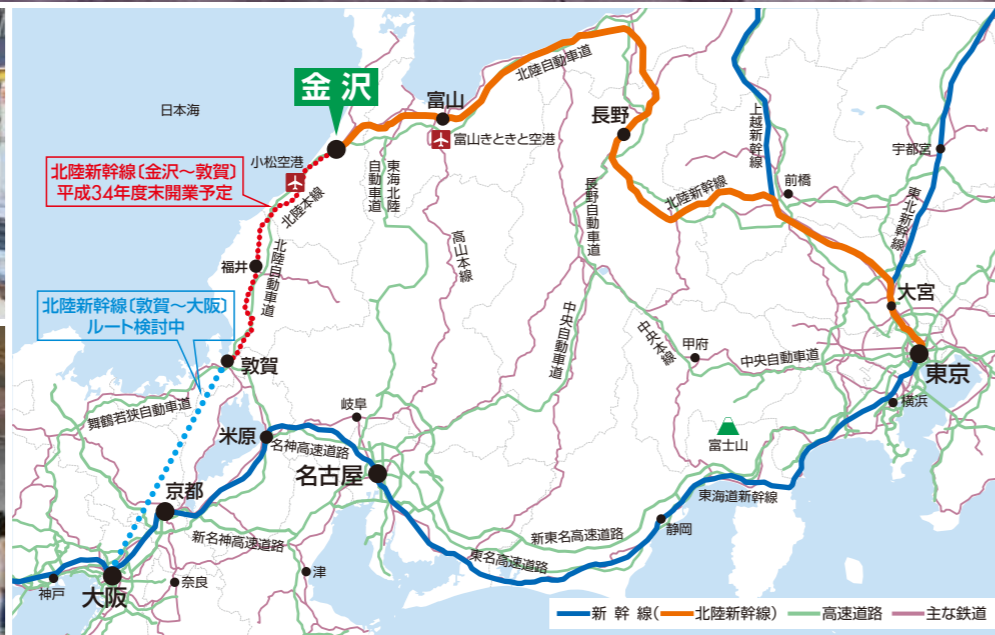 日本海
金沢
富山
富山きときと空港
小松空港
北陸新幹線〔金沢~敦賀〕
平成34年度末開業予定
北陸本線
福井
北陸自動車道
北陸新幹線〔敦賀~大阪〕
ルート検討中
敦賀
舞鶴若狭自動車道
東海北陸
自動車道
高山本線
北陸自動車道
長野
長野自動車道
北陸新幹線
上越新幹線
前橋
宇都宮
東北新幹線
大宮
東京
横浜
中央自動車道
中央本線
甲府
中央自動車道
富士山
岐阜
米原
名神高速道路
名古屋
京都
新名神高速道路
大阪
神戸
奈良
津
東名高速道路
新東名高速道路
静岡
東海道新幹線
新幹線(
北陸新幹線)
高速道路
主な鉄道